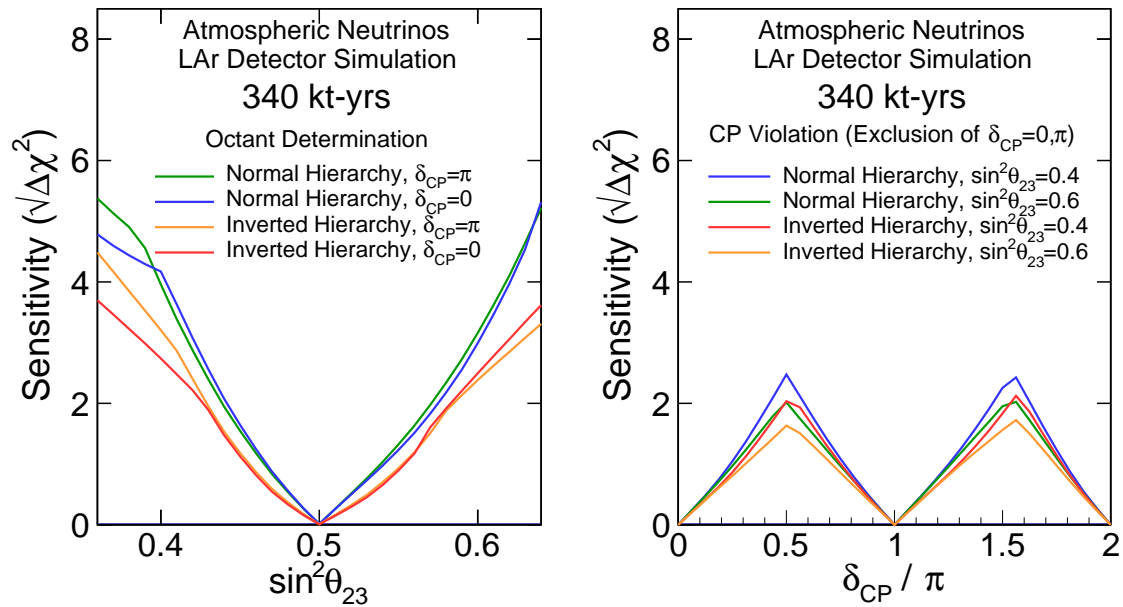 Atmospheric Neutrinos
LAr Detector Simulation
340 kt-yrs
Octant Determination
Normal Hierarchy, δCP=π
Normal Hierarchy, δCP=0
Inverted Hierarchy, δCP=π
Inverted Hierarchy, δCP=0
Sensitivity (√Δχ²)
8
6
4
2
0
0.4 0.5 0.6
sin²θ23
Atmospheric Neutrinos
LAr Detector Simulation
340 kt-yrs
CP Violation (Exclusion of δCP=0,π)
Normal Hierarchy, sin²θ23=0.4
Normal Hierarchy, sin²θ23=0.6
Inverted Hierarchy, sin²θ23=0.4
Inverted Hierarchy, sin²θ23=0.6
Sensitivity (√Δχ²)
8
6
4
2
0
0 0.5 1 1.5 2
δCP / π